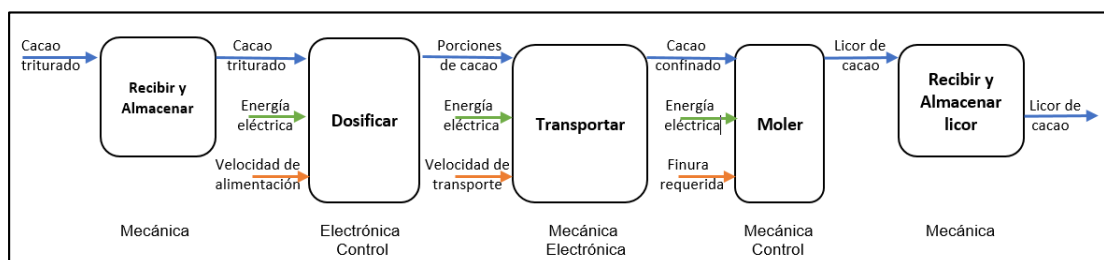 Cacao
triturado
Recibir y
Almacenar
Mecánica
Cacao
triturado
Energía
eléctrica
Velocidad de
alimentación
Dosificar
Electrónica
Control
Porciones
de cacao
Energía
eléctrica
Velocidad de
transporte
Transportar
Mecánica
Electrónica
Cacao
confinado
Energía
eléctrica
Finura
requerida
Moler
Mecánica
Control
Licor de
cacao
Recibir y
Almacenar
licor
Mecánica
Licor de
cacao